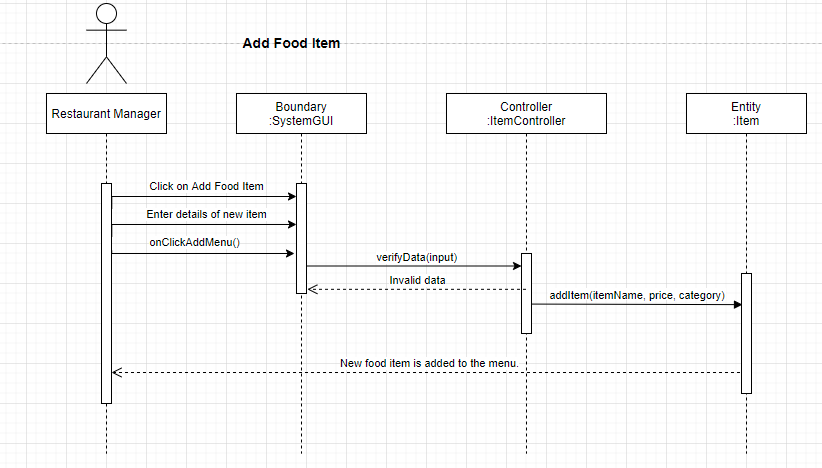 Add Food Item
Restaurant Manager
Boundary
:SystemGUI
Controller
:ItemController
Entity
:Item
Click on Add Food Item
Enter details of new item
onClickAddMenu()
verifyData(input)
Invalid data
addItem(itemName, price, category)
New food item is added to the menu.